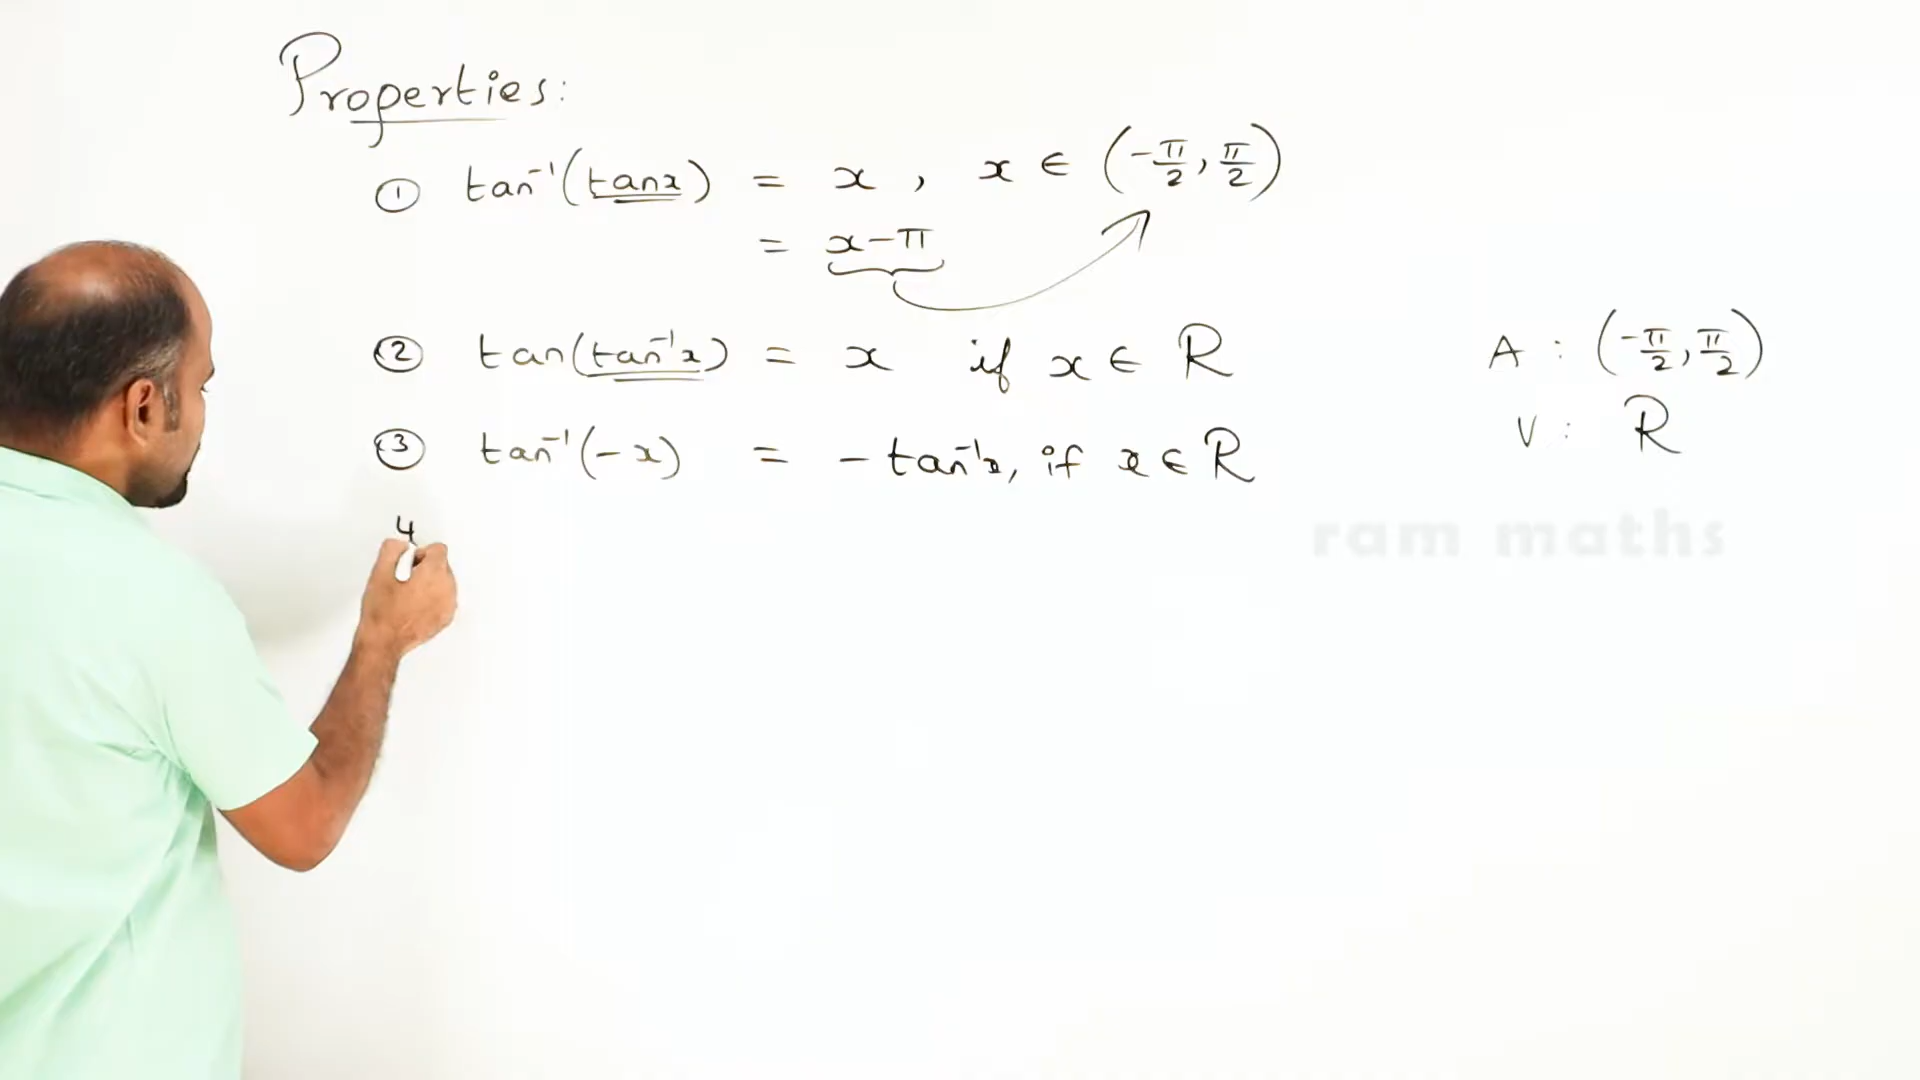 Properties:
① tan⁻¹(tanx) = x , x ∈ (-π/2, π/2)
= x-π
② tan(tan⁻¹x) = x if x ∈ R
A : (-π/2, π/2)
V : R
③ tan⁻¹(-x) = -tan⁻¹x, if x ∈ R
4
ram maths